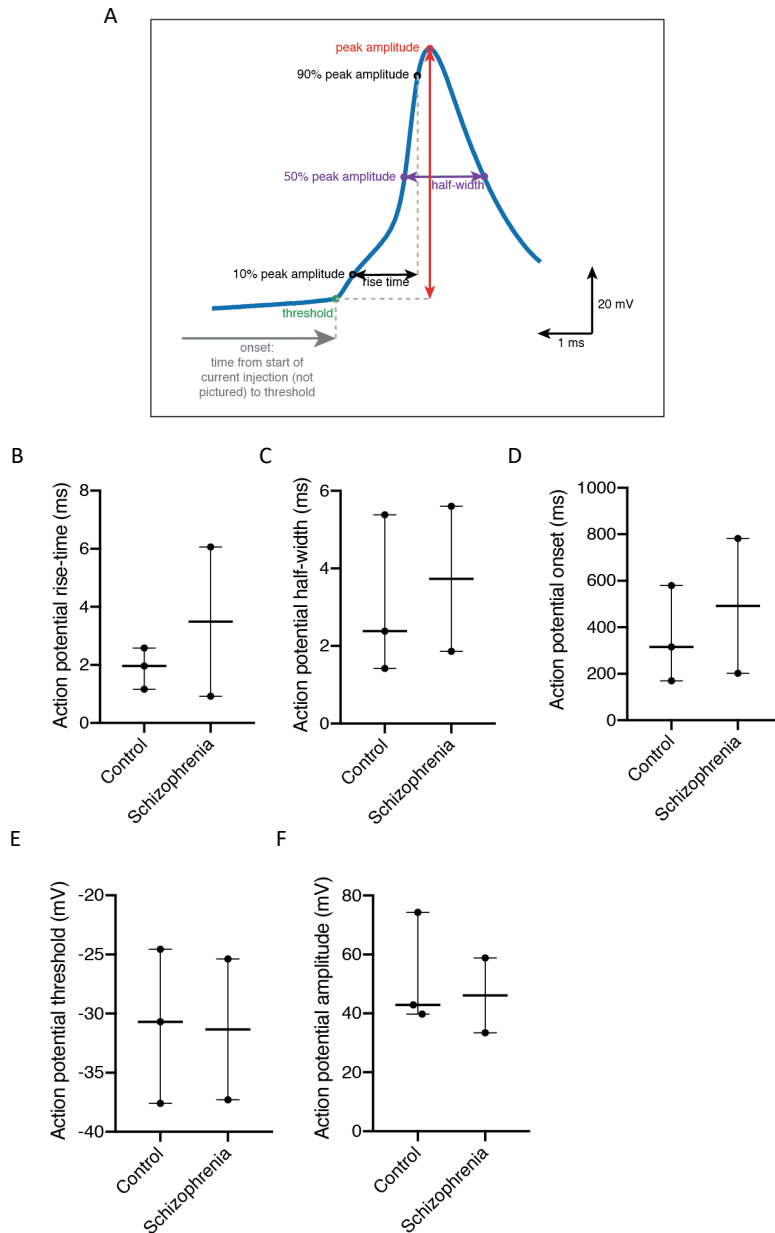 A
peak amplitude
90% peak amplitude
50% peak amplitude
half-width
10% peak amplitude
rise time
threshold
20 mV
1 ms
onset:
time from start of
current injection (not
pictured) to threshold
B
Action potential rise-time (ms)
8
6
4
2
0
Control
Schizophrenia
C
Action potential half-width (ms)
6
4
2
0
Control
Schizophrenia
D
Action potential onset (ms)
1000
800
600
400
200
0
Control
Schizophrenia
E
Action potential threshold (mV)
-20
-25
-30
-35
-40
Control
Schizophrenia
F
Action potential amplitude (mV)
80
60
40
20
0
Control
Schizophrenia